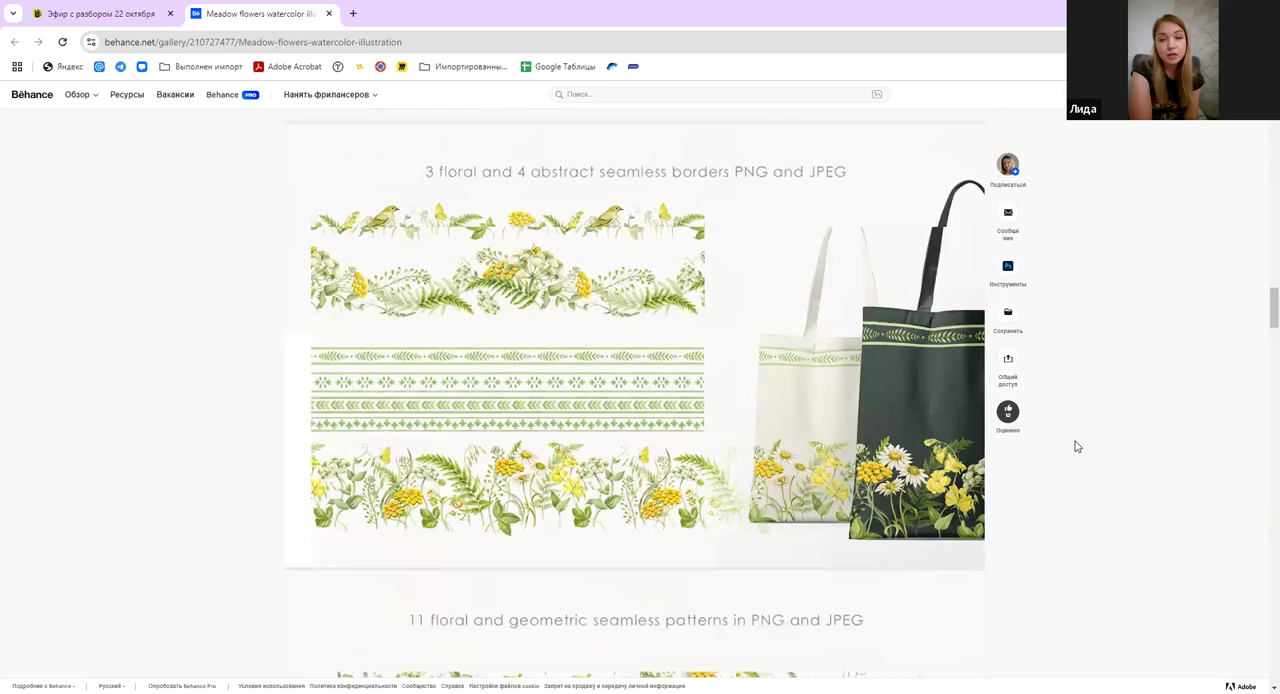 Эфир с разбором 22 октября
Meadow flowers watercolor illu
behance.net/gallery/210727477/Meadow-flowers-watercolor-illustration
Яндекс
Выполнен импорт
Adobe Acrobat
Импортированны...
Google Таблицы
Bēhance
Обзор
Ресурсы
Вакансии
Behance PRO
Нанять фрилансеров
Поиск...
Лида
3 floral and 4 abstract seamless borders PNG and JPEG
Подписаться
Сообще
ние
Ps
Инструменты
Сохранить
Общий
доступ
12
Оценено
11 floral and geometric seamless patterns in PNG and JPEG
Подробнее о Behance
Русский
Опробовать Behance Pro
Условия использования
Политика конфиденциальности
Сообщество
Справка
Настройки файлов cookie
Запрет на продажу и передачу личной информации
Adobe